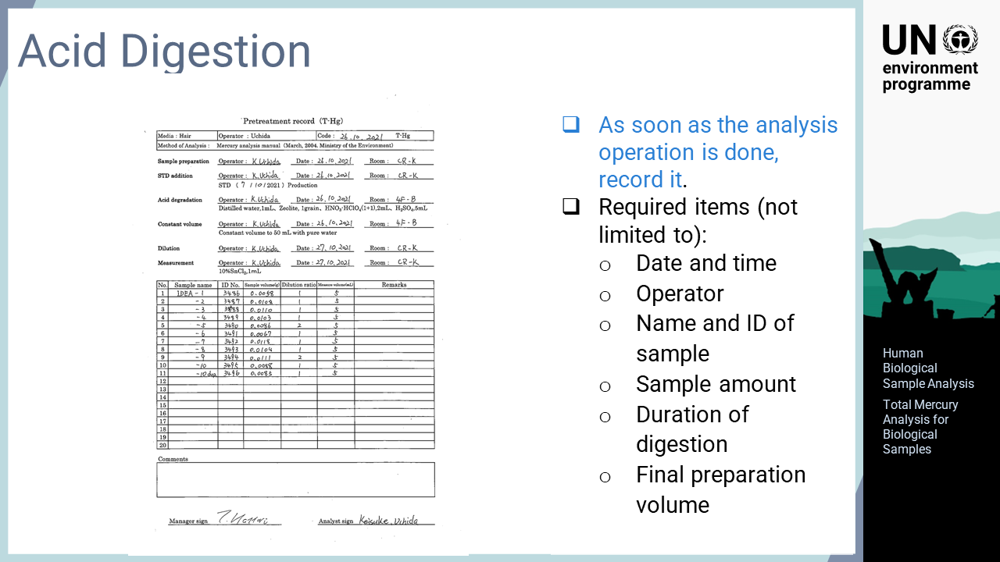 Acid Digestion
Pretreatment record (T-Hg)
Media : Hair Operator : Uchida Code : 26.10.2021 T-Hg
Method of Analysis : Mercury analysis manual (March, 2004. Ministry of the Environment)
Sample preparation Operator : K.Uchida Date : 26.10.2021 Room : CR-K
STD addition Operator : K.Uchida Date : 26.10.2021 Room : CR-K
STD ( 7 / 10 / 2021 ) Production
Acid degradation Operator : K.Uchida Date : 26.10.2021 Room : 4F-B
Distilled water,1mL、Zeolite, 1grain、HNO3-HClO4(1+1),2mL、H2SO4,5mL
Constant volume Operator : K.Uchida Date : 26.10.2021 Room : 4F-B
Constant volume to 50 mL with pure water
Dilution Operator : K.Uchida Date : 27.10.2021 Room : CR-K
Measurement Operator : K.Uchida Date : 27.10.2021 Room : CR-K
10%SnCl2,1mL
No. Sample name ID No. Sample volume(g) Dilution ratio Measure volume(mL) Remarks
1 IDEA-1 3486 0.0098 1 5
2 -2 3487 0.0108 1 5
3 -3 0.0110 1 5
4 -4 3489 0.0103 1 5
5 -5 3490 0.0086 2 5
6 -6 3491 0.0067 1 5
7 -7 3492 0.0118 1 5
8 -8 3493 0.0104 1 5
9 -9 3494 0.0111 2 5
10 -10 3495 0.0088 1 5
11 -10 dup 3496 0.0085 1 5
12
13
14
15
16
17
18
19
20
Comments
Manager sign Analyst sign Keisuke.Uchida
❑ As soon as the analysis
operation is done,
record it.
❑ Required items (not
limited to):
o Date and time
o Operator
o Name and ID of
sample
o Sample amount
o Duration of
digestion
o Final preparation
volume
UN
environment
programme
Human
Biological
Sample Analysis
Total Mercury
Analysis for
Biological
Samples